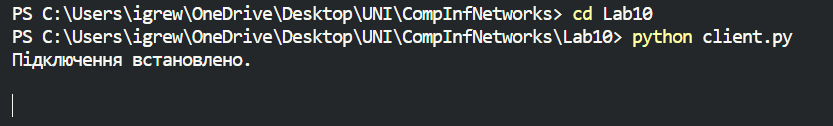 PS C:\Users\igrew\OneDrive\Desktop\UNI\CompInfNetworks> cd Lab10
PS C:\Users\igrew\OneDrive\Desktop\UNI\CompInfNetworks\Lab10> python client.py
Підключення встановлено.